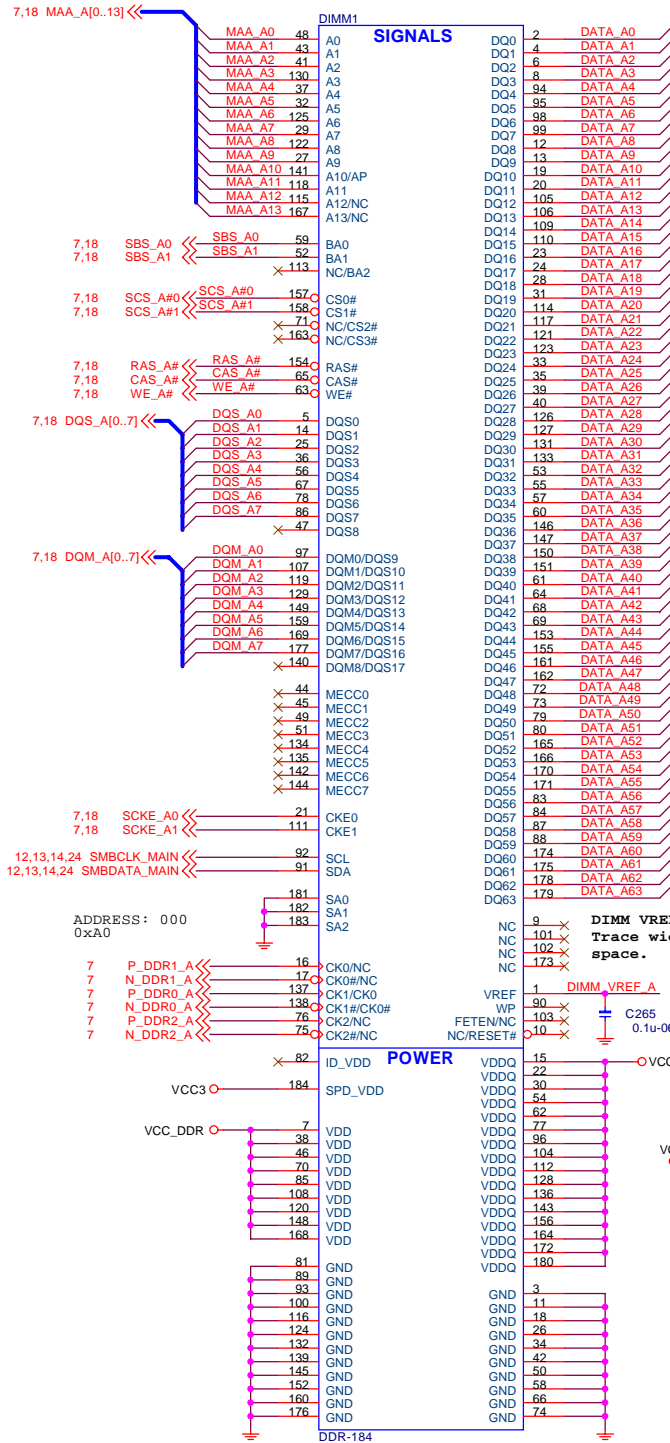 7,18 MAA_A[0..13]
DIMM1
SIGNALS
MAA_A0 48 A0 DQ0 2 DATA_A0
MAA_A1 43 A1 DQ1 4 DATA_A1
MAA_A2 41 A2 DQ2 6 DATA_A2
MAA_A3 130 A3 DQ3 8 DATA_A3
MAA_A4 37 A4 DQ4 94 DATA_A4
MAA_A5 32 A5 DQ5 95 DATA_A5
MAA_A6 125 A6 DQ6 98 DATA_A6
MAA_A7 29 A7 DQ7 99 DATA_A7
MAA_A8 122 A8 DQ8 12 DATA_A8
MAA_A9 27 A9 DQ9 13 DATA_A9
MAA_A10 141 A10/AP DQ10 19 DATA_A10
MAA_A11 118 A11 DQ11 20 DATA_A11
MAA_A12 115 A12/NC DQ12 105 DATA_A12
MAA_A13 167 A13/NC DQ13 106 DATA_A13
DQ14 109 DATA_A14
7,18 SBS_A0 SBS_A0 59 BA0 DQ15 110 DATA_A15
7,18 SBS_A1 SBS_A1 52 BA1 DQ16 23 DATA_A16
113 NC/BA2 DQ17 24 DATA_A17
DQ18 28 DATA_A18
7,18 SCS_A#0 SCS_A#0 157 CS0# DQ19 31 DATA_A19
7,18 SCS_A#1 SCS_A#1 158 CS1# DQ20 114 DATA_A20
71 NC/CS2# DQ21 117 DATA_A21
163 NC/CS3# DQ22 121 DATA_A22
DQ23 123 DATA_A23
7,18 RAS_A# RAS_A# 154 RAS# DQ24 33 DATA_A24
7,18 CAS_A# CAS_A# 65 CAS# DQ25 35 DATA_A25
7,18 WE_A# WE_A# 63 WE# DQ26 39 DATA_A26
DQ27 40 DATA_A27
7,18 DQS_A[0..7] DQS_A0 5 DQS0 DQ28 126 DATA_A28
DQS_A1 14 DQS1 DQ29 127 DATA_A29
DQS_A2 25 DQS2 DQ30 131 DATA_A30
DQS_A3 36 DQS3 DQ31 133 DATA_A31
DQS_A4 56 DQS4 DQ32 53 DATA_A32
DQS_A5 67 DQS5 DQ33 55 DATA_A33
DQS_A6 78 DQS6 DQ34 57 DATA_A34
DQS_A7 86 DQS7 DQ35 60 DATA_A35
47 DQS8 DQ36 146 DATA_A36
DQ37 147 DATA_A37
7,18 DQM_A[0..7] DQM_A0 97 DQM0/DQS9 DQ38 150 DATA_A38
DQM_A1 107 DQM1/DQS10 DQ39 151 DATA_A39
DQM_A2 119 DQM2/DQS11 DQ40 61 DATA_A40
DQM_A3 129 DQM3/DQS12 DQ41 64 DATA_A41
DQM_A4 149 DQM4/DQS13 DQ42 68 DATA_A42
DQM_A5 159 DQM5/DQS14 DQ43 69 DATA_A43
DQM_A6 169 DQM6/DQS15 DQ44 153 DATA_A44
DQM_A7 177 DQM7/DQS16 DQ45 155 DATA_A45
140 DQM8/DQS17 DQ46 161 DATA_A46
DQ47 162 DATA_A47
44 MECC0 DQ48 72 DATA_A48
45 MECC1 DQ49 73 DATA_A49
49 MECC2 DQ50 79 DATA_A50
51 MECC3 DQ51 80 DATA_A51
134 MECC4 DQ52 165 DATA_A52
135 MECC5 DQ53 166 DATA_A53
142 MECC6 DQ54 170 DATA_A54
144 MECC7 DQ55 171 DATA_A55
DQ56 83 DATA_A56
7,18 SCKE_A0 21 CKE0 DQ57 84 DATA_A57
7,18 SCKE_A1 111 CKE1 DQ58 87 DATA_A58
DQ59 88 DATA_A59
12,13,14,24 SMBCLK_MAIN 92 SCL DQ60 174 DATA_A60
12,13,14,24 SMBDATA_MAIN 91 SDA DQ61 175 DATA_A61
DQ62 178 DATA_A62
181 SA0 DQ63 179 DATA_A63
182 SA1
ADDRESS: 000 183 SA2 NC 9 DIMM
0xA0 NC 101 Trace
NC 102 space.
7 P_DDR1_A 16 CK0/NC NC 173
7 N_DDR1_A 17 CK0#/NC
7 P_DDR0_A 137 CK1/CK0 VREF 1 DIMM_VREF_A
7 N_DDR0_A 138 CK1#/CK0# WP 90
7 P_DDR2_A 76 CK2/NC FETEN/NC 103 C265
7 N_DDR2_A 75 CK2#/NC NC/RESET# 10
POWER
82 ID_VDD VDDQ 15
VDDQ 22
VCC3 184 SPD_VDD VDDQ 30
VDDQ 54
VDDQ 62
VCC_DDR 7 VDD VDDQ 77
38 VDD VDDQ 96
46 VDD VDDQ 104
70 VDD VDDQ 112
85 VDD VDDQ 128
108 VDD VDDQ 136
120 VDD VDDQ 143
148 VDD VDDQ 156
168 VDD VDDQ 164
VDDQ 172
81 GND VDDQ 180
89 GND
93 GND GND 3
100 GND GND 11
116 GND GND 18
124 GND GND 26
132 GND GND 34
139 GND GND 42
145 GND GND 50
152 GND GND 58
160 GND GND 66
176 GND GND 74
DDR-184